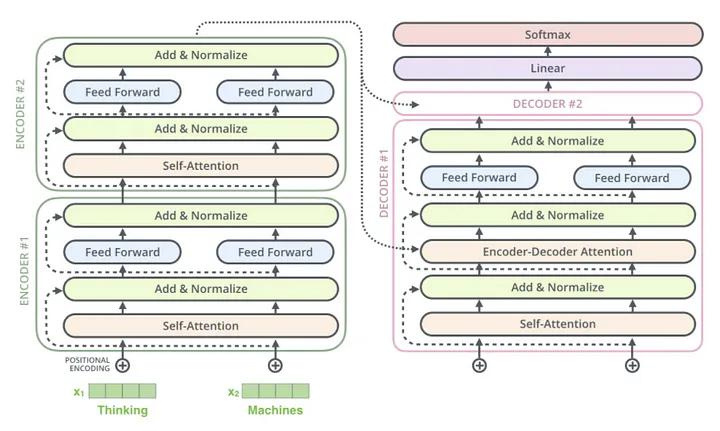 ENCODER #2
Add & Normalize
Feed Forward
Feed Forward
Add & Normalize
Self-Attention
ENCODER #1
Add & Normalize
Feed Forward
Feed Forward
Add & Normalize
Self-Attention
POSITIONAL
ENCODING
x₁
x₂
Thinking
Machines
Softmax
Linear
DECODER #2
DECODER #1
Add & Normalize
Feed Forward
Feed Forward
Add & Normalize
Encoder-Decoder Attention
Add & Normalize
Self-Attention